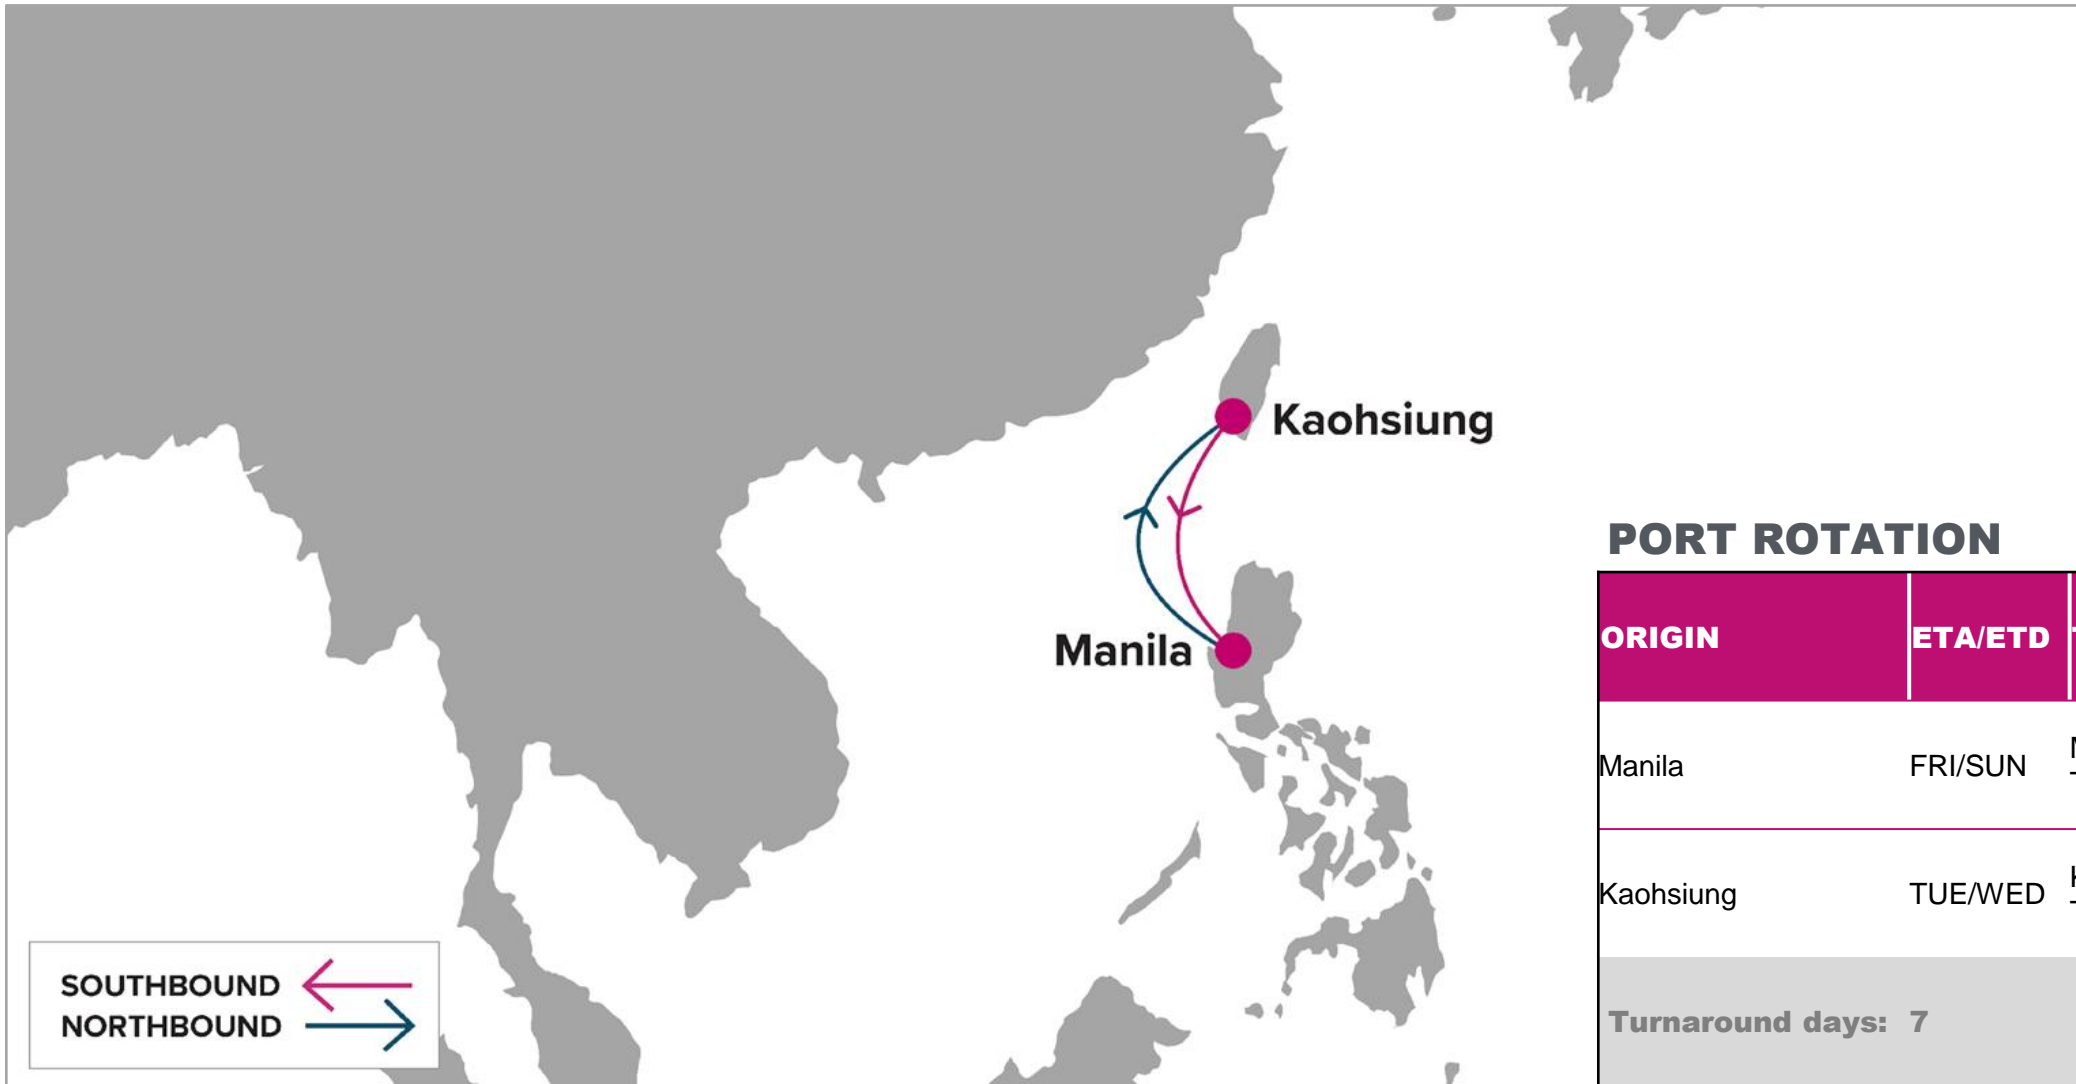 Kaohsiung
Manila
SOUTHBOUND
NORTHBOUND
PORT ROTATION
ORIGIN ETA/ETD
Manila FRI/SUN
Kaohsiung TUE/WED
Turnaround days: 7